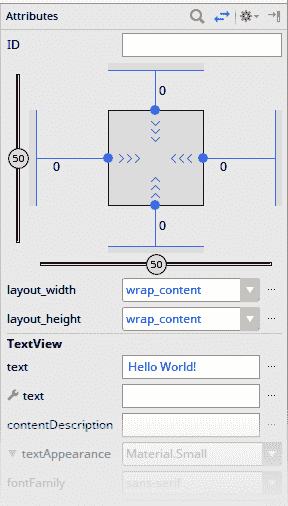 Attributes
ID
0
50
0
0
0
50
layout_width wrap_content ...
layout_height wrap_content ...
TextView
text Hello World! ...
text ...
contentDescription ...
textAppearance Material.Small ...
fontFamily sans-serif ...